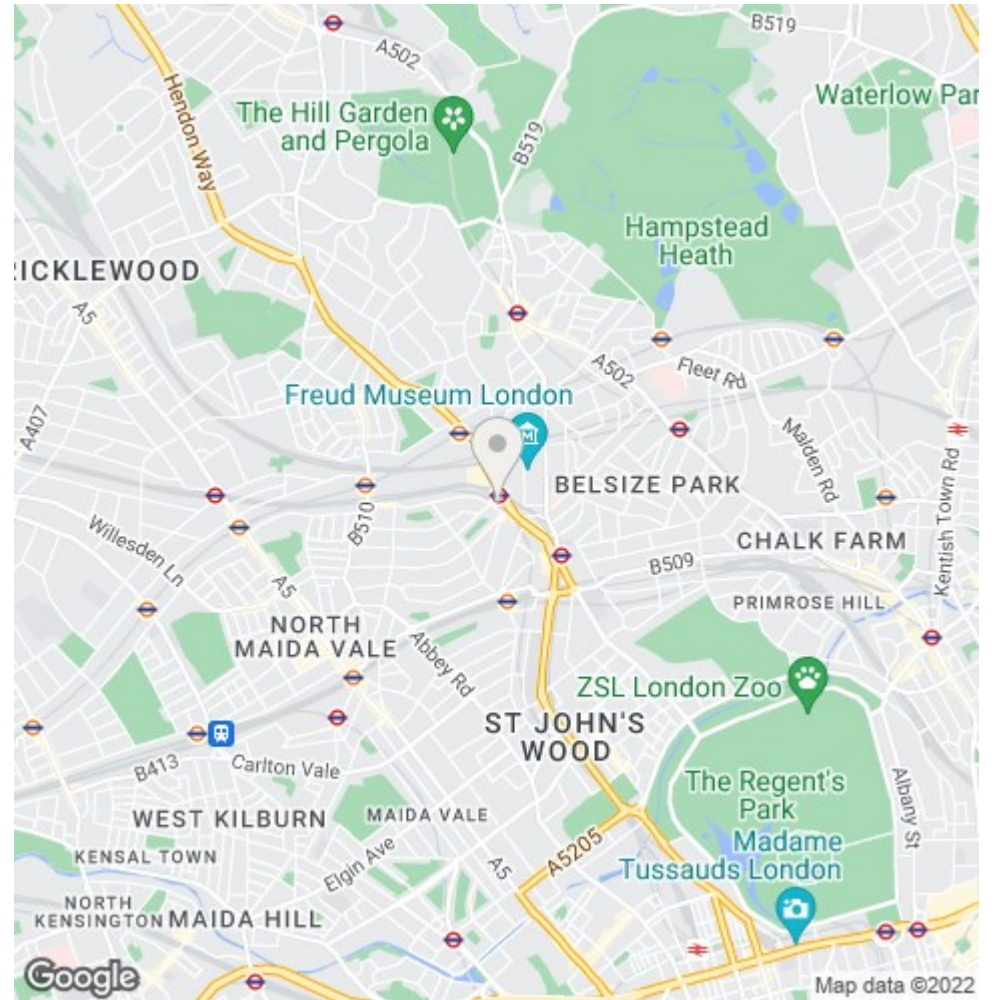 B519
A502
Hendon Way
The Hill Garden
and Pergola
B519
Waterlow Par
Hampstead
Heath
RICKLEWOOD
A5
A502
Fleet Rd
Freud Museum London
A407
Malden Rd
BELSIZE PARK
B510
Willesden Ln
CHALK FARM
Kentish Town Rd
B509
A5
PRIMROSE HILL
NORTH
MAIDA VALE
Abbey Rd
ZSL London Zoo
ST JOHN'S
WOOD
B413
Carlton Vale
The Regent's
Park
Albany St
WEST KILBURN
MAIDA VALE
Madame
Tussauds London
KENSAL TOWN
Elgin Ave
A5205
A5
NORTH
KENSINGTON
MAIDA HILL
Google
Map data ©2022